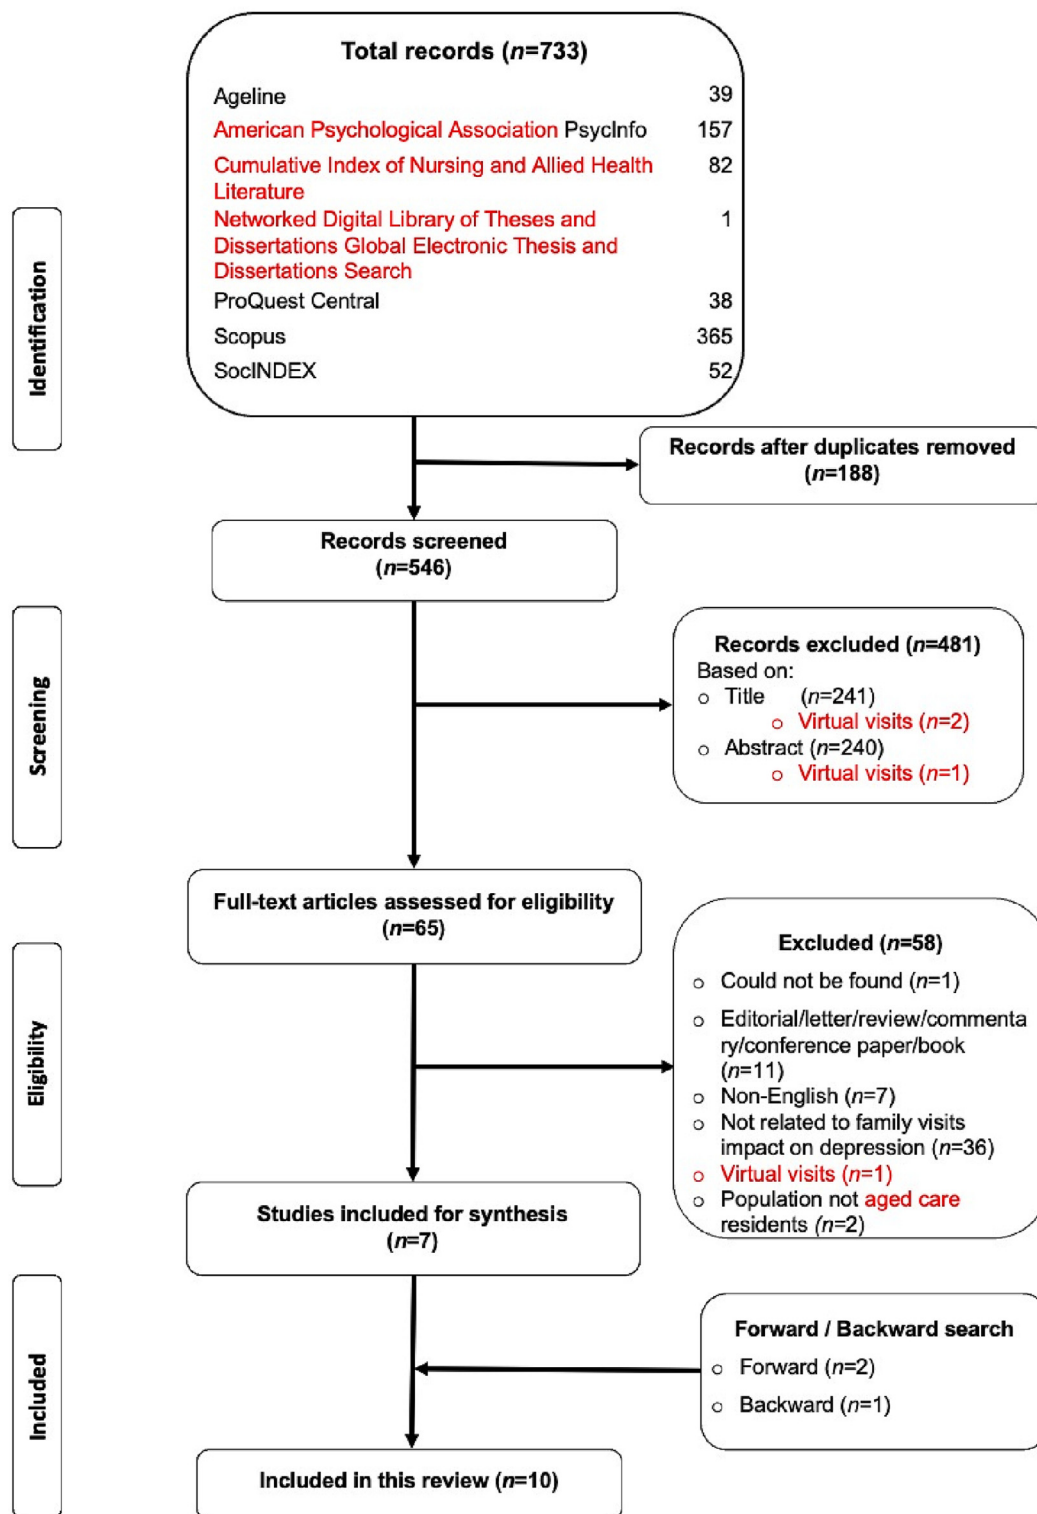 Total records (n=733)
Ageline 39
American Psychological Association PsycInfo 157
Cumulative Index of Nursing and Allied Health 82
Literature
Networked Digital Library of Theses and 1
Dissertations Global Electronic Thesis and
Dissertations Search
ProQuest Central 38
Scopus 365
SocINDEX 52
Identification
Records after duplicates removed
(n=188)
Records screened
(n=546)
Screening
Records excluded (n=481)
Based on:
○ Title (n=241)
○ Virtual visits (n=2)
○ Abstract (n=240)
○ Virtual visits (n=1)
Full-text articles assessed for eligibility
(n=65)
Eligibility
Excluded (n=58)
○ Could not be found (n=1)
○ Editorial/letter/review/commenta
ry/conference paper/book
(n=11)
○ Non-English (n=7)
○ Not related to family visits
impact on depression (n=36)
○ Virtual visits (n=1)
○ Population not aged care
residents (n=2)
Studies included for synthesis
(n=7)
Included
Forward / Backward search
○ Forward (n=2)
○ Backward (n=1)
Included in this review (n=10)